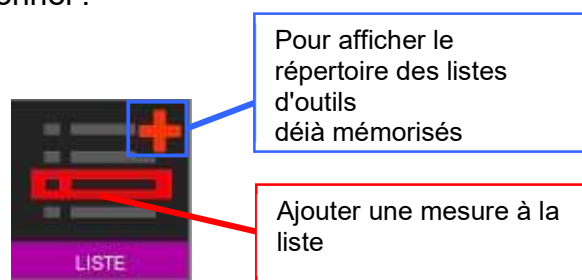 Pour afficher le
répertoire des listes
d'outils
déjà mémorisés
Ajouter une mesure à la
liste
LISTE